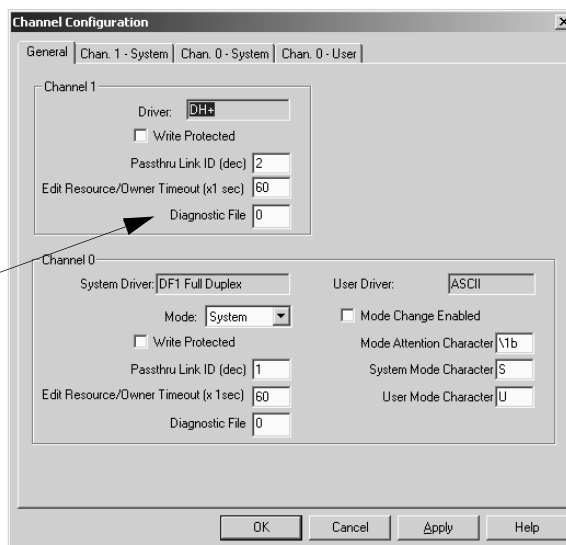 Channel Configuration
General
Chan. 1 - System
Chan. 0 - System
Chan. 0 - User
Channel 1
Driver: DH+
Write Protected
Passthru Link ID (dec) 2
Edit Resource/Owner Timeout (x1 sec) 60
Diagnostic File 0
Channel 0
System Driver: DF1 Full Duplex
Mode: System
Write Protected
Passthru Link ID (dec) 1
Edit Resource/Owner Timeout (x 1sec) 60
Diagnostic File 0
User Driver: ASCII
Mode Change Enabled
Mode Attention Character \1b
System Mode Character S
User Mode Character U
OK
Cancel
Apply
Help